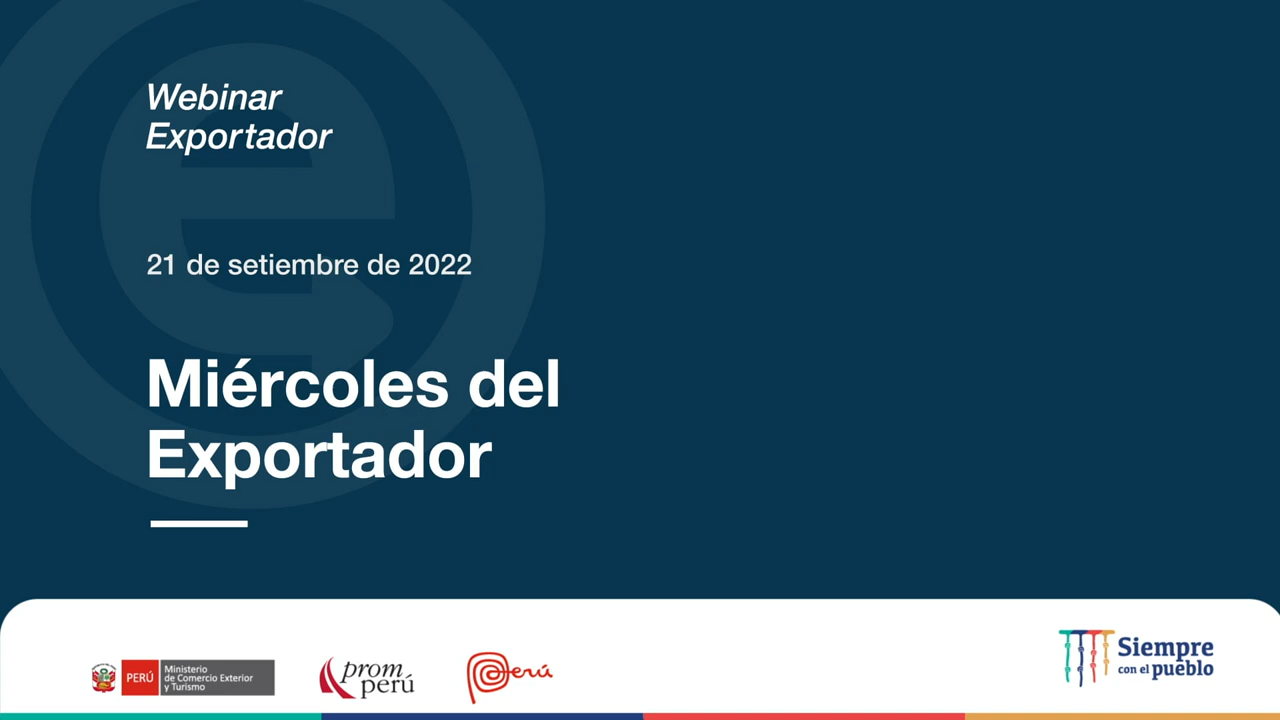 Webinar
Exportador
21 de setiembre de 2022
Miércoles del
Exportador
PERÚ
Ministerio
de Comercio Exterior
y Turismo
prom
perú
Perú
Siempre
con el pueblo